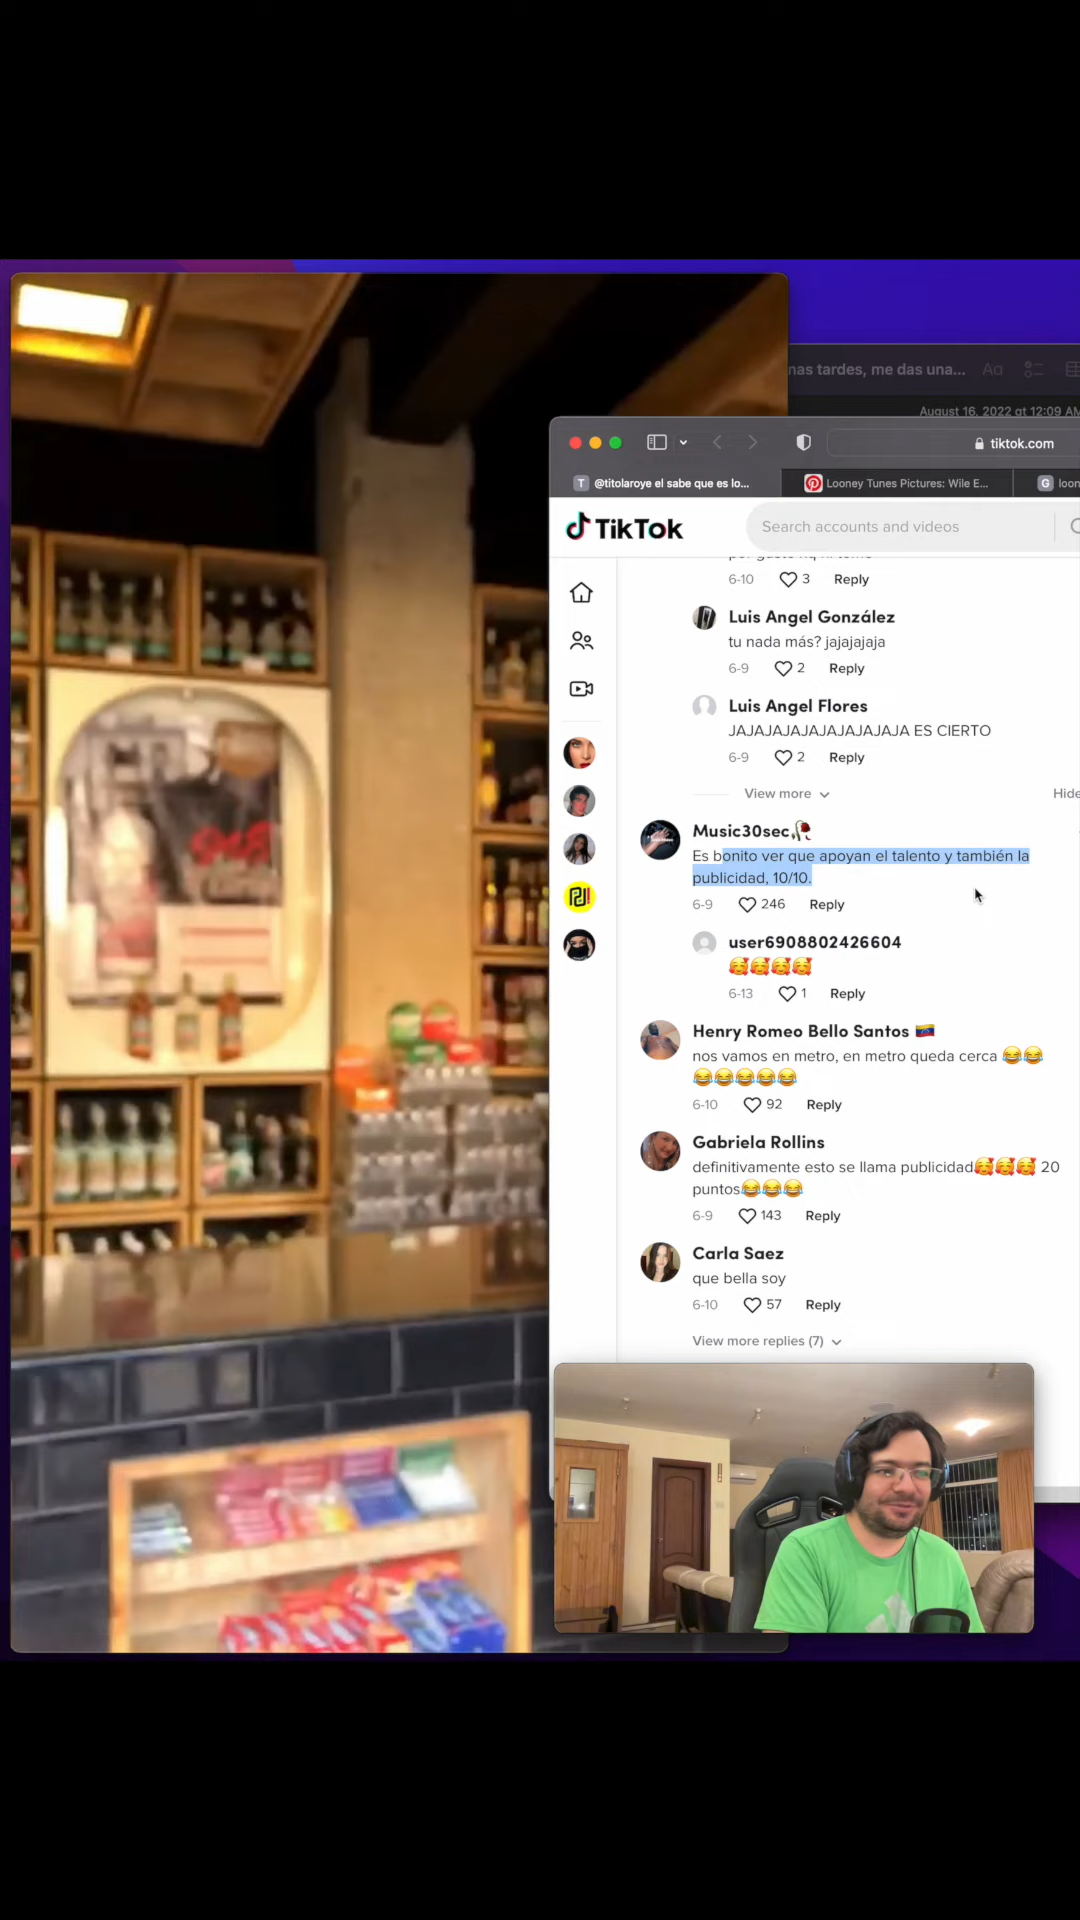 nas tardes, me das una...
Aa
August 16, 2022 at 12:09 AM
tiktok.com
T @titolaroye el sabe que es lo...
Looney Tunes Pictures: Wile E...
G loon
TikTok
Search accounts and videos
6-10 3 Reply
Luis Angel González
tu nada más? jajajajaja
6-9 2 Reply
Luis Angel Flores
JAJAJAJAJAJAJAJAJAJA ES CIERTO
6-9 2 Reply
View more
Hide
Music30sec🥀
Es bonito ver que apoyan el talento y también la
publicidad, 10/10.
6-9 246 Reply
user6908802426604
🥰🥰🥰🥰
6-13 1 Reply
Henry Romeo Bello Santos 🇻🇪
nos vamos en metro, en metro queda cerca 😂😂
😂😂😂😂😂
6-10 92 Reply
Gabriela Rollins
definitivamente esto se llama publicidad🥰🥰🥰 20
puntos😂😂😂
6-9 143 Reply
Carla Saez
que bella soy
6-10 57 Reply
View more replies (7)